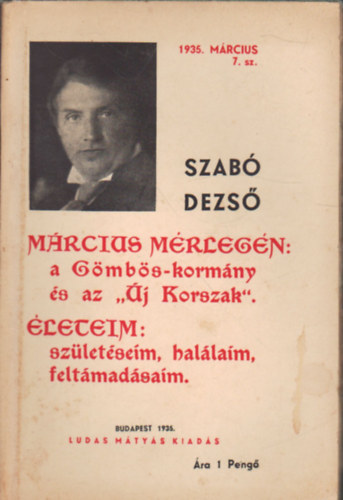 1935. MÁRCIUS
7. sz.
SZABÓ
DEZSŐ
MÁRCIUS MÉRLEGÉN:
a Gömbös-kormány
és az „Új Korszak".
ÉLETEIM:
születéseim, halálaim,
feltámadásaim.
BUDAPEST 1935.
LUDAS MÁTYÁS KIADÁS
Ára 1 Pengő